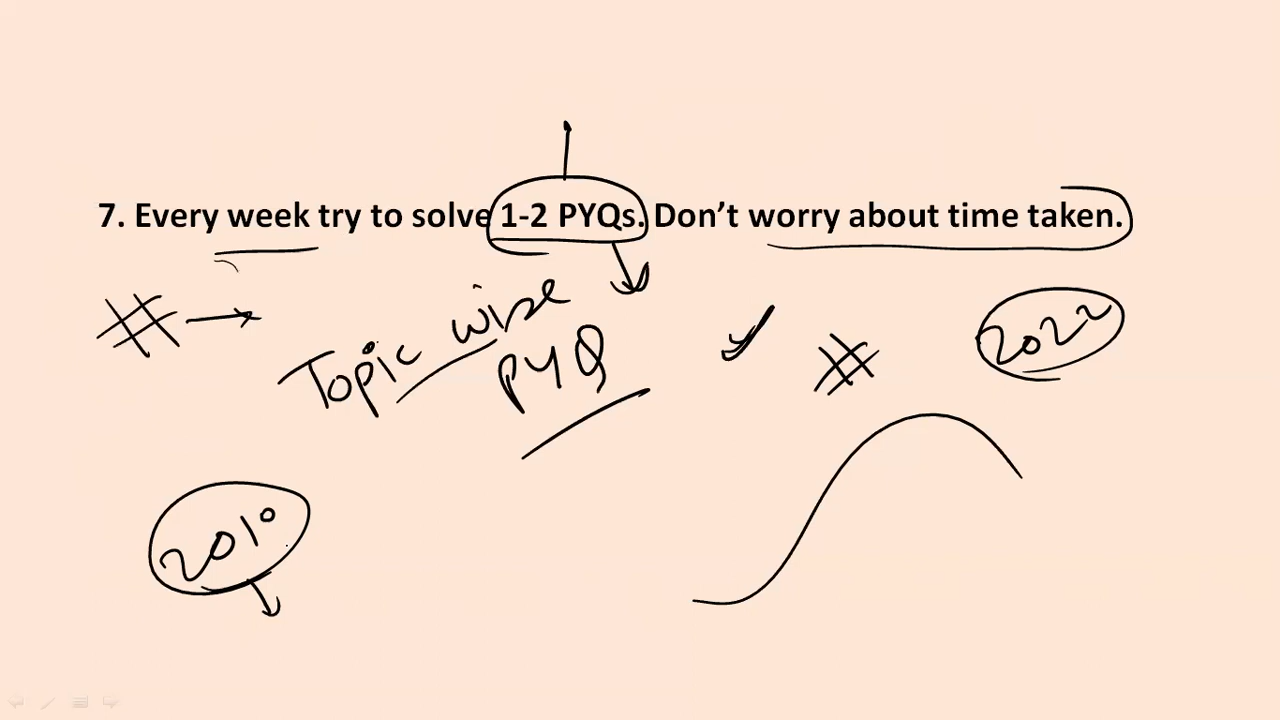 7. Every week try to solve 1-2 PYQs. Don't worry about time taken.
# Topic wise
PYQ
#
2022
2010